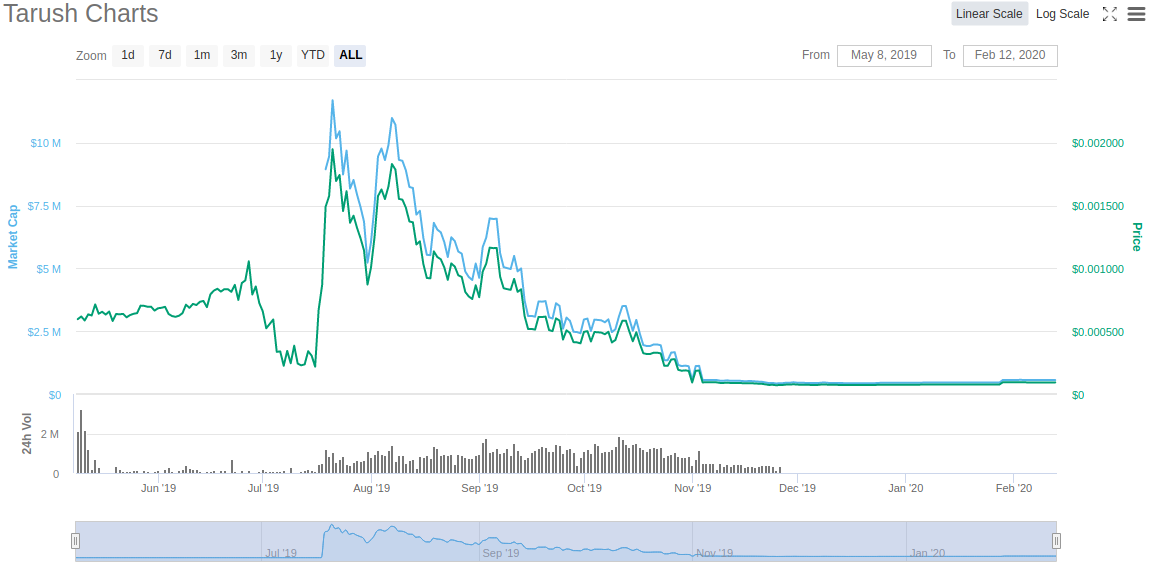 Tarush Charts
Linear Scale Log Scale
Zoom 1d 7d 1m 3m 1y YTD ALL From May 8, 2019 To Feb 12, 2020
$10 M $0.002000
$7.5 M $0.001500
Market Cap Price
$5 M $0.001000
$2.5 M $0.000500
$0 $0
24h Vol
2 M
0
Jun '19 Jul '19 Aug '19 Sep '19 Oct '19 Nov '19 Dec '19 Jan '20 Feb '20
Jul '19 Sep '19 Nov '19 Jan '20